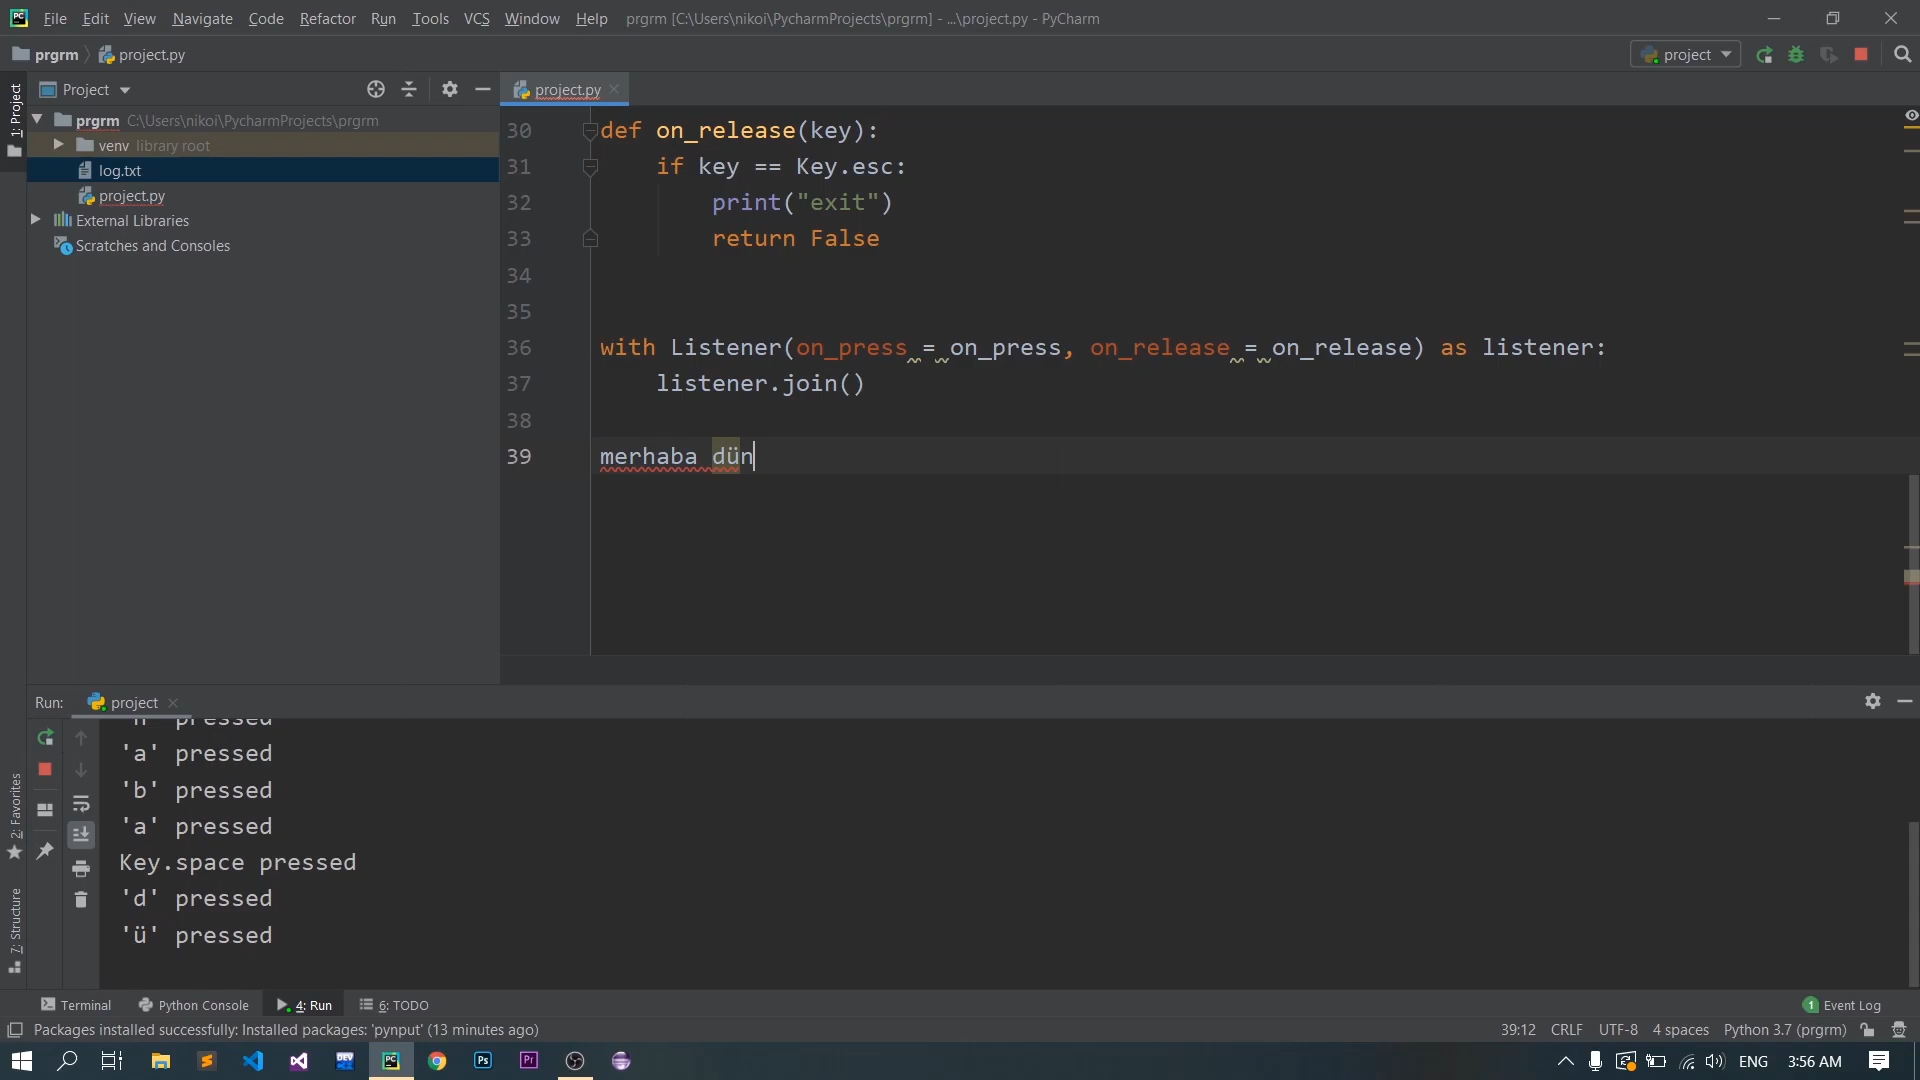 File Edit View Navigate Code Refactor Run Tools VCS Window Help prgrm [C:\Users\nikoi\PycharmProjects\prgrm] - ...\project.py - PyCharm
prgrm project.py project
Project
project.py
1: Project
prgrm C:\Users\nikoi\PycharmProjects\prgrm
venv library root
log.txt
project.py
External Libraries
Scratches and Consoles
30 def on_release(key):
31 if key == Key.esc:
32 print("exit")
33 return False
34
35
36 with Listener(on_press = on_press, on_release = on_release) as listener:
37 listener.join()
38
39 merhaba dün
Run: project
'a' pressed
'b' pressed
'a' pressed
Key.space pressed
'd' pressed
'ü' pressed
2: Favorites
7: Structure
Terminal Python Console 4: Run 6: TODO 1 Event Log
Packages installed successfully: Installed packages: 'pynput' (13 minutes ago) 39:12 CRLF UTF-8 4 spaces Python 3.7 (prgrm)
DEV PC Ps Pr ENG 3:56 AM